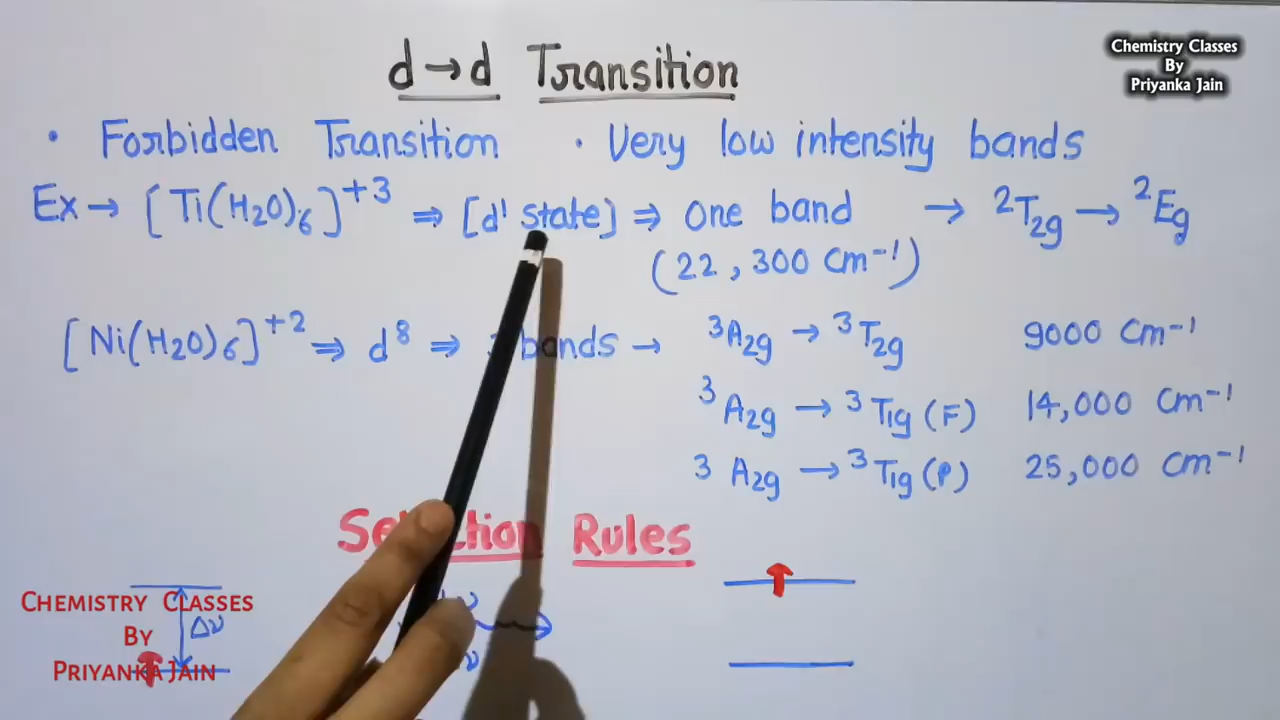 d→d Transition
Chemistry Classes
By
Priyanka Jain
· Forbidden Transition · Very low intensity bands
Ex→ [Ti(H₂O)₆]⁺³ ⇒ [d¹ state] ⇒ One band → ²T₂g → ²Eg
(22,300 Cm⁻¹)
[Ni(H₂O)₆]⁺² ⇒ d⁸ ⇒ bands → ³A₂g → ³T₂g 9000 Cm⁻¹
³A₂g → ³T₁g (F) 14,000 Cm⁻¹
³A₂g → ³T₁g (P) 25,000 Cm⁻¹
Rules
Chemistry Classes
By
Priyanka Jain
Δν